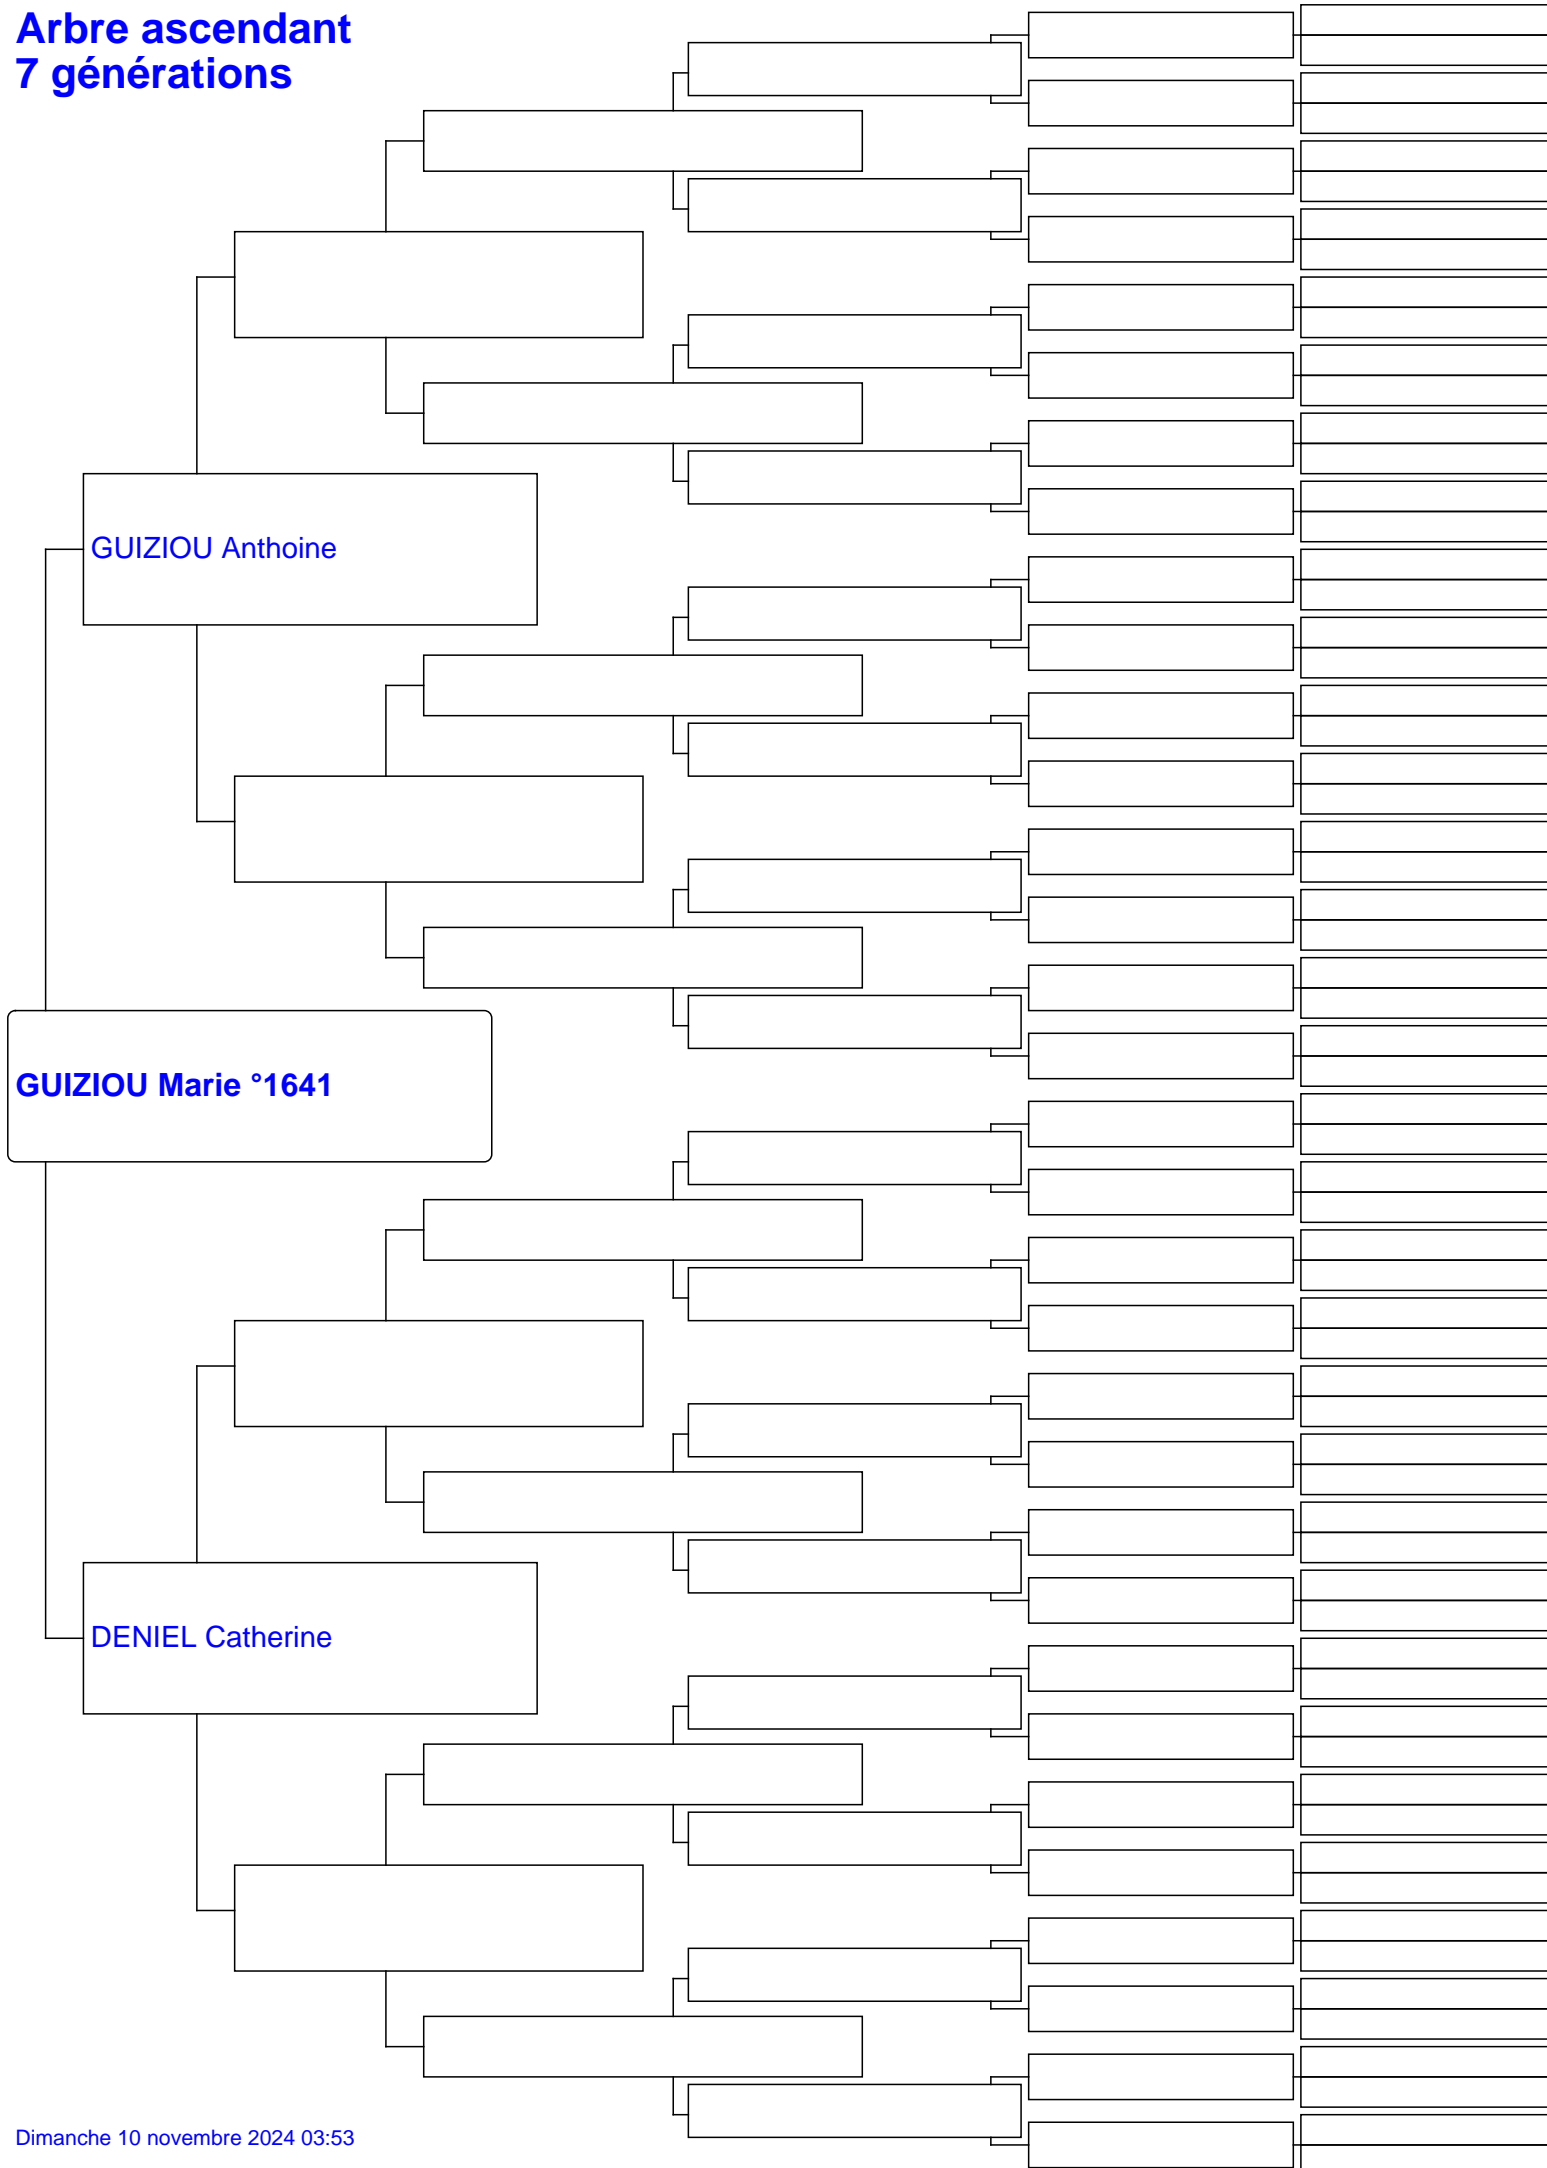 Arbre ascendant
7 générations
GUIZIOU Anthoine
GUIZIOU Marie °1641
DENIEL Catherine
Dimanche 10 novembre 2024 03:53